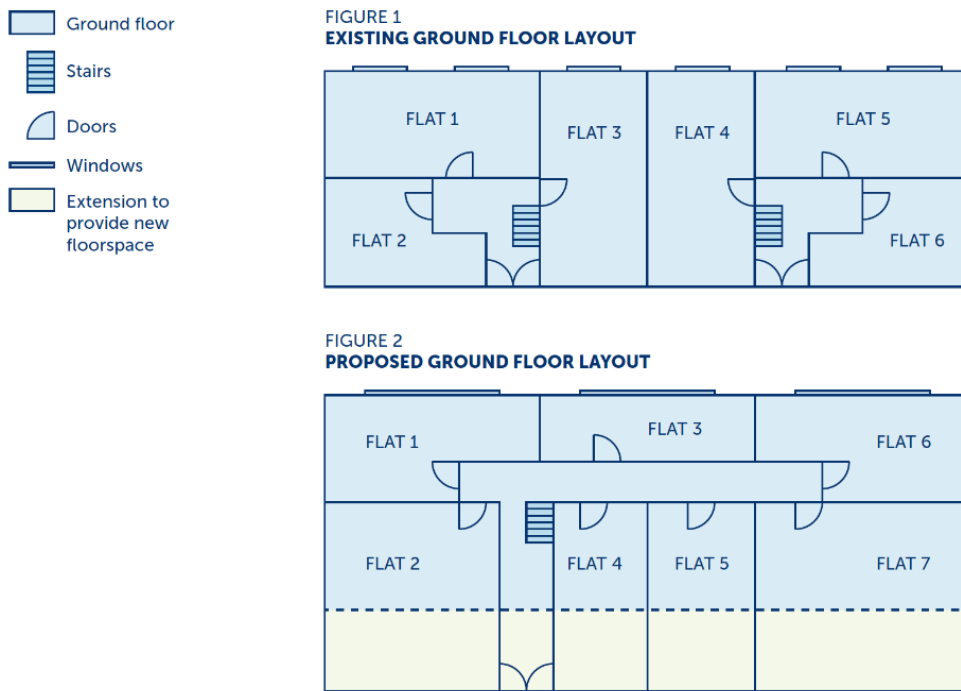 Ground floor
Stairs
Doors
Windows
Extension to
provide new
floorspace
FIGURE 1
EXISTING GROUND FLOOR LAYOUT
FLAT 1
FLAT 3
FLAT 4
FLAT 5
FLAT 2
FLAT 6
FIGURE 2
PROPOSED GROUND FLOOR LAYOUT
FLAT 1
FLAT 3
FLAT 6
FLAT 2
FLAT 4
FLAT 5
FLAT 7